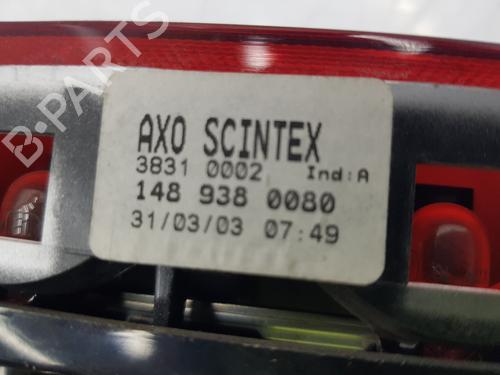 AXO SCINTEX
3831 0002 Ind:A
148 938 0080
31/03/03 07:49
B-PARTS